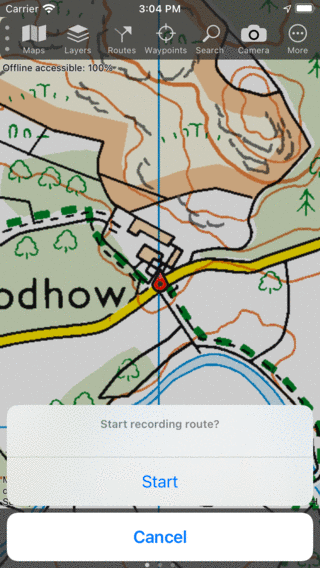 Carrier 3:04 PM
Maps Layers Routes Waypoints Search Camera More
Offline accessible: 100%
odhow
Start recording route?
Start
Cancel